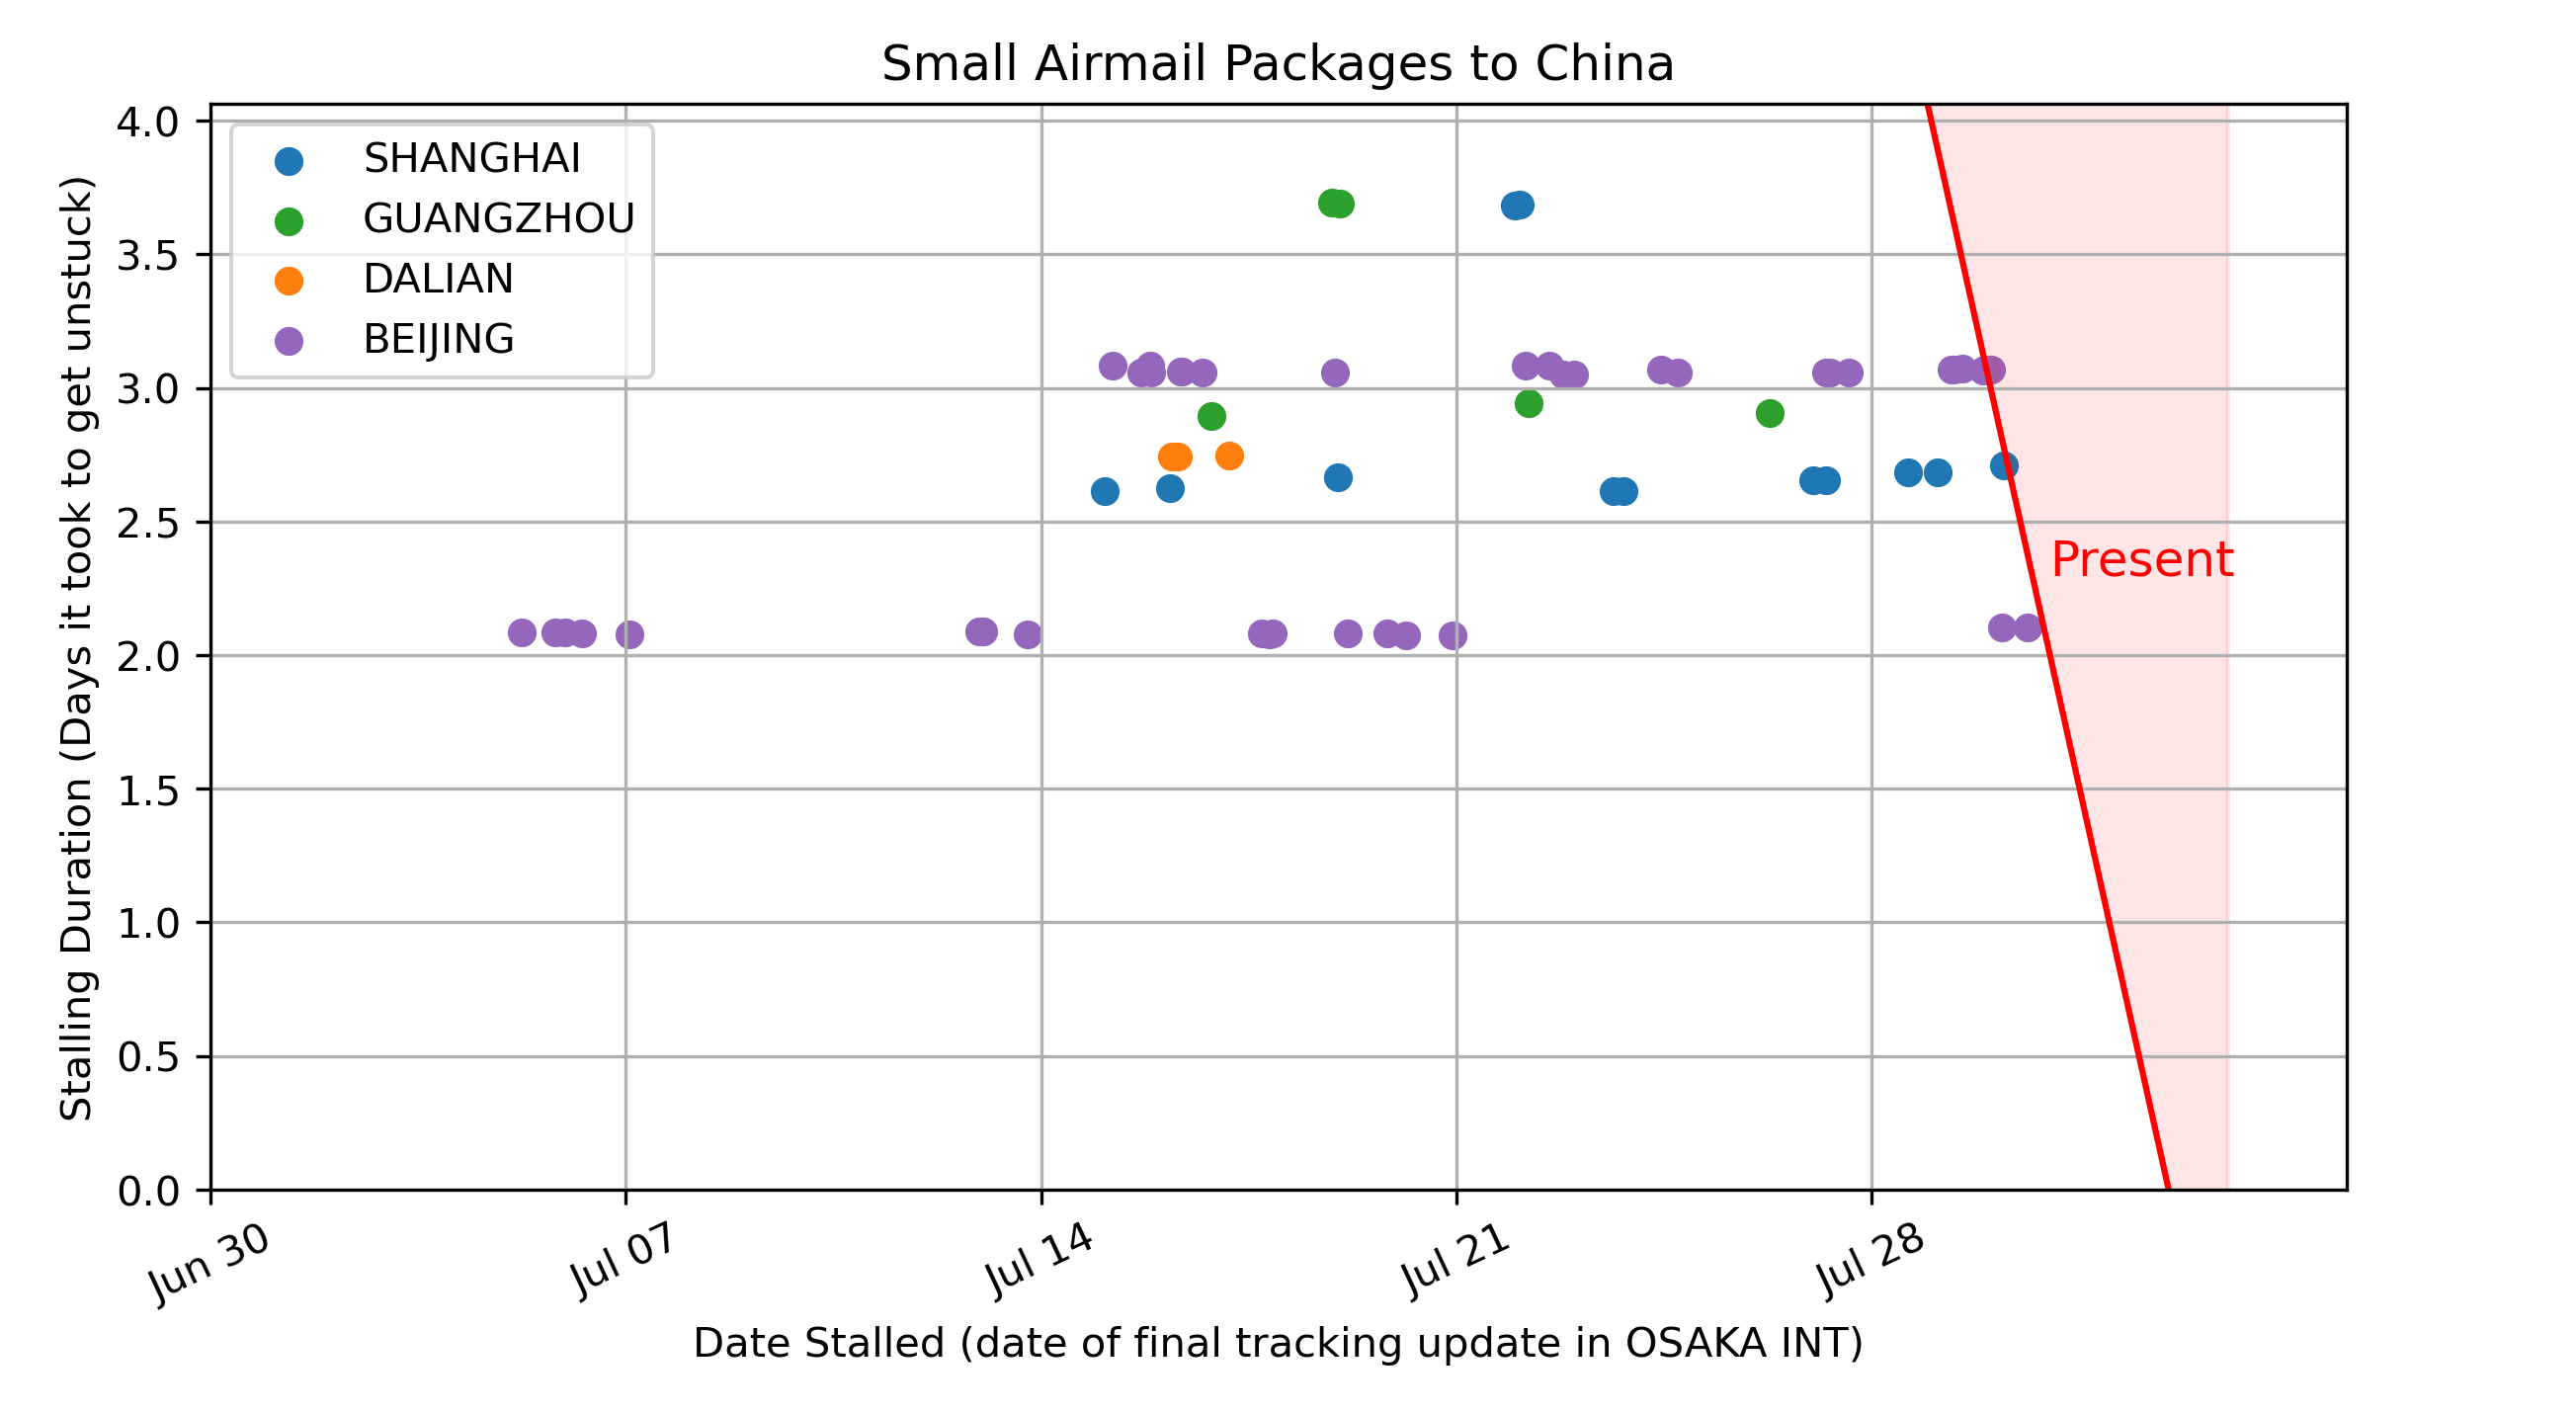 Small Airmail Packages to China
4.0
3.5
3.0
2.5
2.0
1.5
1.0
0.5
0.0
Stalling Duration (Days it took to get unstuck)
SHANGHAI
GUANGZHOU
DALIAN
BEIJING
Present
Jun 30
Jul 07
Jul 14
Jul 21
Jul 28
Date Stalled (date of final tracking update in OSAKA INT)